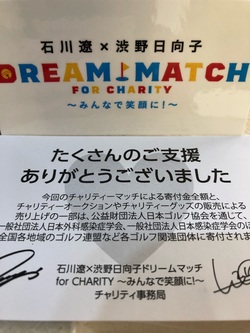 石川遼×渋野日向子
DREAM MATCH
FOR CHARITY
〜みんなで笑顔に!〜
たくさんのご支援
ありがとうございました
今回のチャリティーマッチによる寄付金全額と、
チャリティーオークションやチャリティーグッズの販売による
売り上げの一部は、公益財団法人日本ゴルフ協会を通じて、
一般社団法人日本外科感染症学会、一般社団法人日本感染症学会のほ
全国各地域のゴルフ連盟など各ゴルフ関連団体に寄付されま
石川遼×渋野日向子ドリームマッチ
for CHARITY 〜みんなで笑顔に!〜
チャリティ事務局